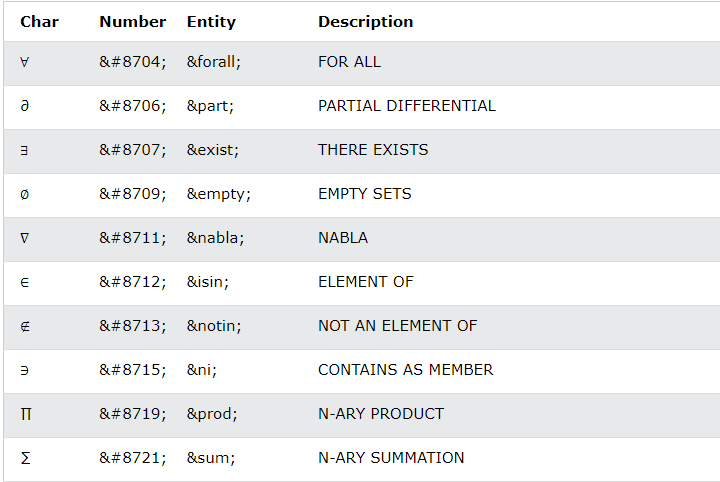 Char Number Entity Description
∀ &#8704; &forall; FOR ALL
∂ &#8706; &part; PARTIAL DIFFERENTIAL
∃ &#8707; &exist; THERE EXISTS
∅ &#8709; &empty; EMPTY SETS
∇ &#8711; &nabla; NABLA
∈ &#8712; &isin; ELEMENT OF
∉ &#8713; &notin; NOT AN ELEMENT OF
∋ &#8715; &ni; CONTAINS AS MEMBER
∏ &#8719; &prod; N-ARY PRODUCT
∑ &#8721; &sum; N-ARY SUMMATION